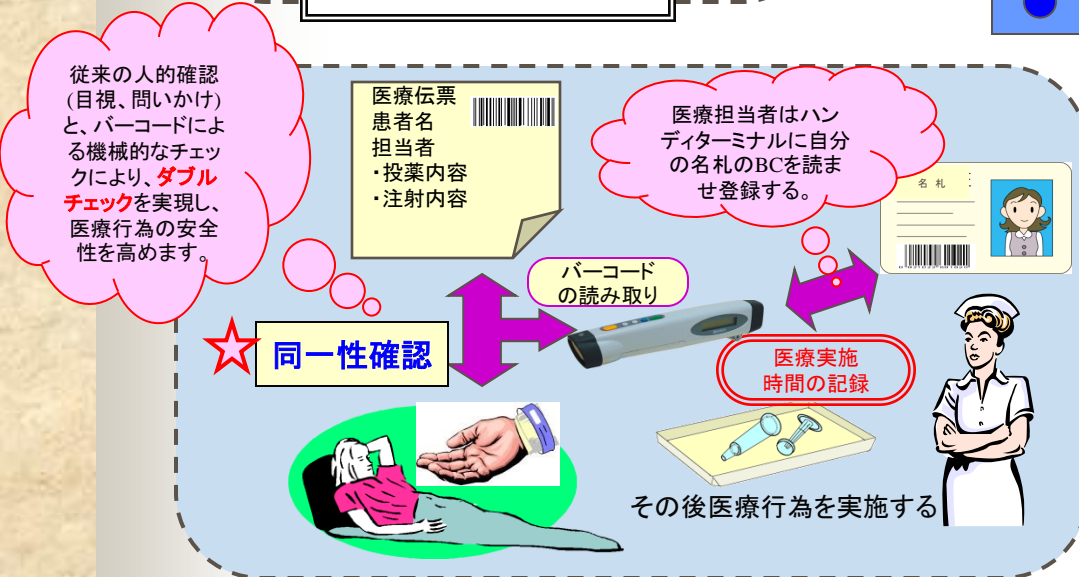 従来の人的確認
(目視、問いかけ)
と、バーコードによ
る機械的なチェッ
クにより、ダブル
チェックを実現し、
医療行為の安全
性を高めます。
医療伝票
患者名
担当者
・投薬内容
・注射内容
医療担当者はハン
ディターミナルに自分
の名札のBCを読ま
せ登録する。
名 札
バーコード
の読み取り
同一性確認
医療実施
時間の記録
その後医療行為を実施する